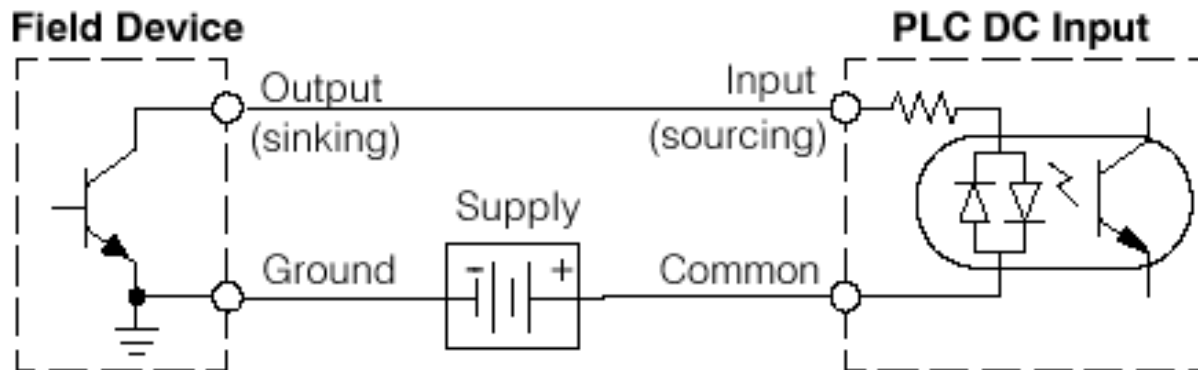 Field Device
PLC DC Input
Output
(sinking)
Input
(sourcing)
Supply
- +
Ground
Common